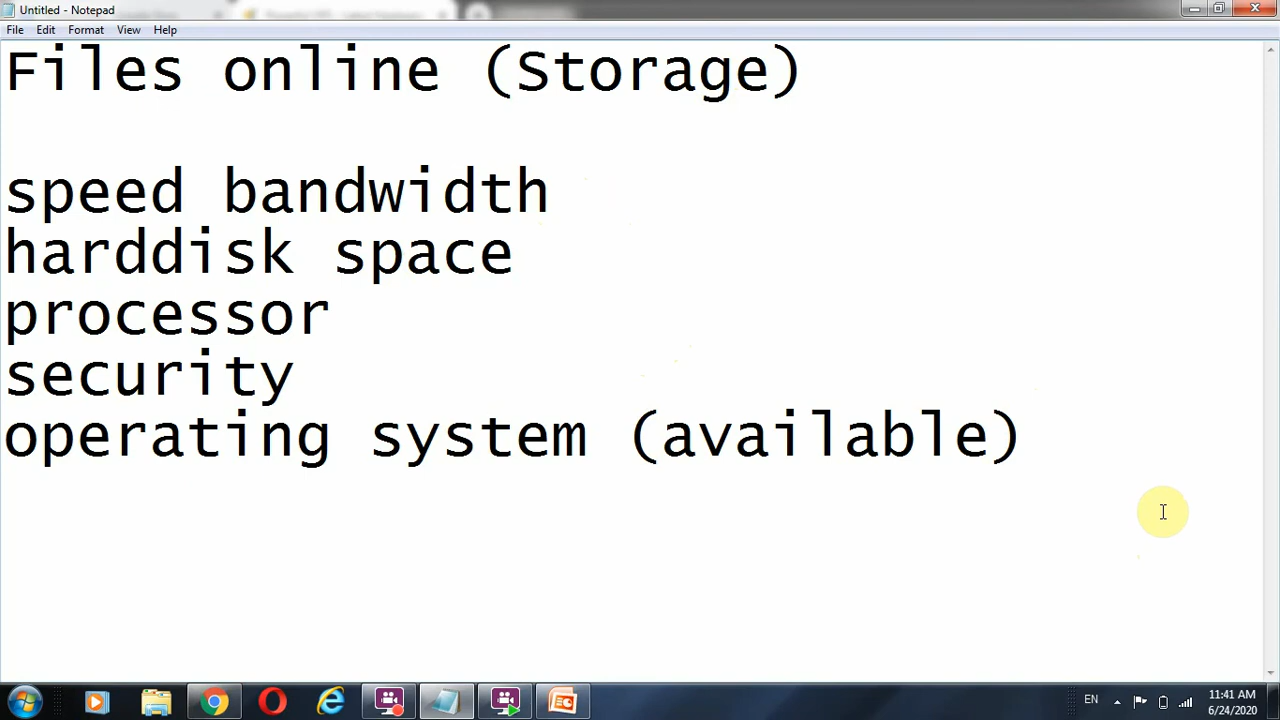 Untitled - Notepad
File Edit Format View Help
Files online (Storage)
speed bandwidth
harddisk space
processor
security
operating system (available)
EN
11:41 AM
6/24/2020